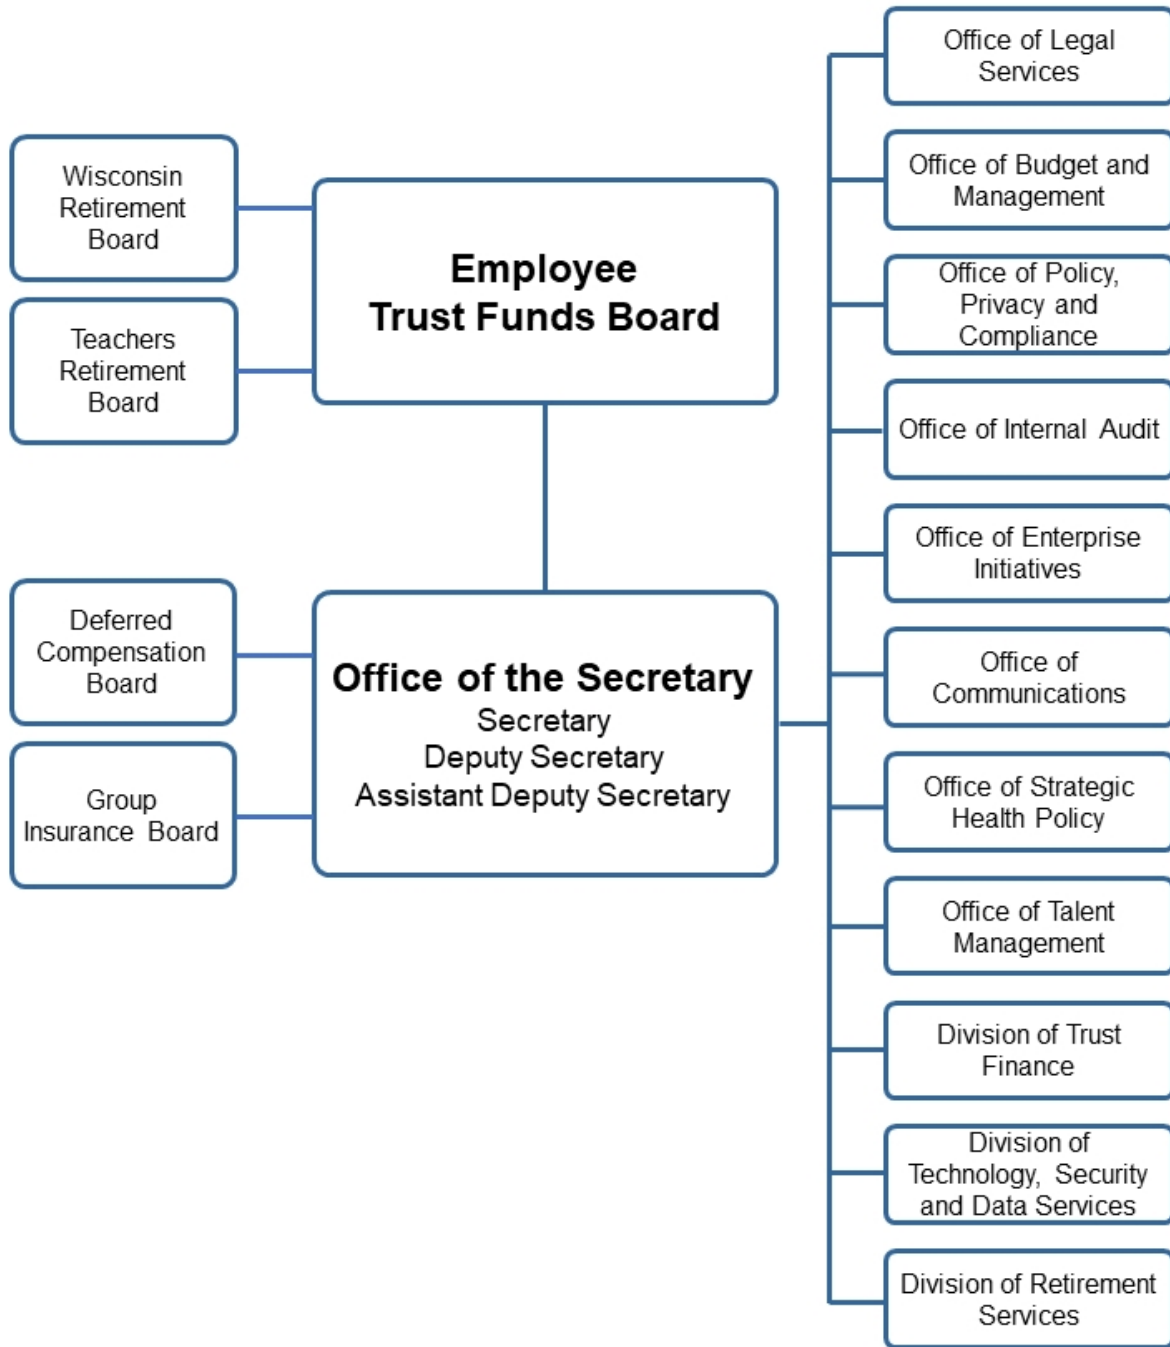 Wisconsin
Retirement
Board
Teachers
Retirement
Board
Employee
Trust Funds Board
Deferred
Compensation
Board
Group
Insurance Board
Office of the Secretary
Secretary
Deputy Secretary
Assistant Deputy Secretary
Office of Legal
Services
Office of Budget and
Management
Office of Policy,
Privacy and
Compliance
Office of Internal Audit
Office of Enterprise
Initiatives
Office of
Communications
Office of Strategic
Health Policy
Office of Talent
Management
Division of Trust
Finance
Division of
Technology, Security
and Data Services
Division of Retirement
Services